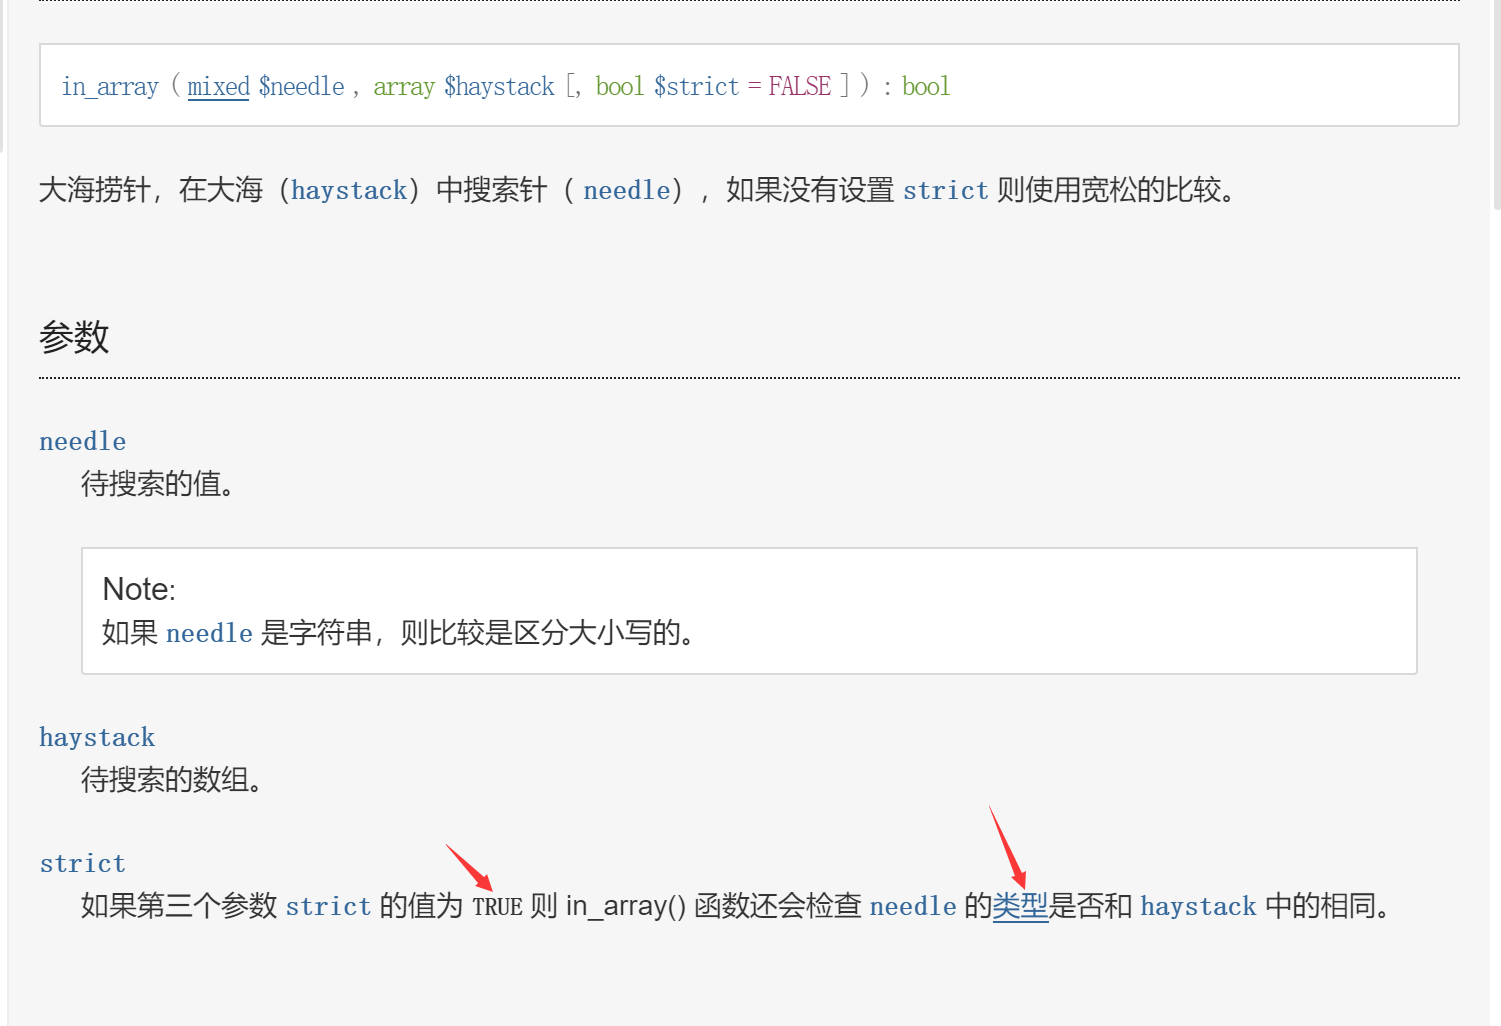 in_array ( mixed $needle , array $haystack [, bool $strict = FALSE ] ) : bool
大海捞针，在大海（haystack）中搜索针（ needle），如果没有设置 strict 则使用宽松的比较。
参数
needle
待搜索的值。
Note:
如果 needle 是字符串，则比较是区分大小写的。
haystack
待搜索的数组。
strict
如果第三个参数 strict 的值为 TRUE 则 in_array() 函数还会检查 needle 的类型是否和 haystack 中的相同。